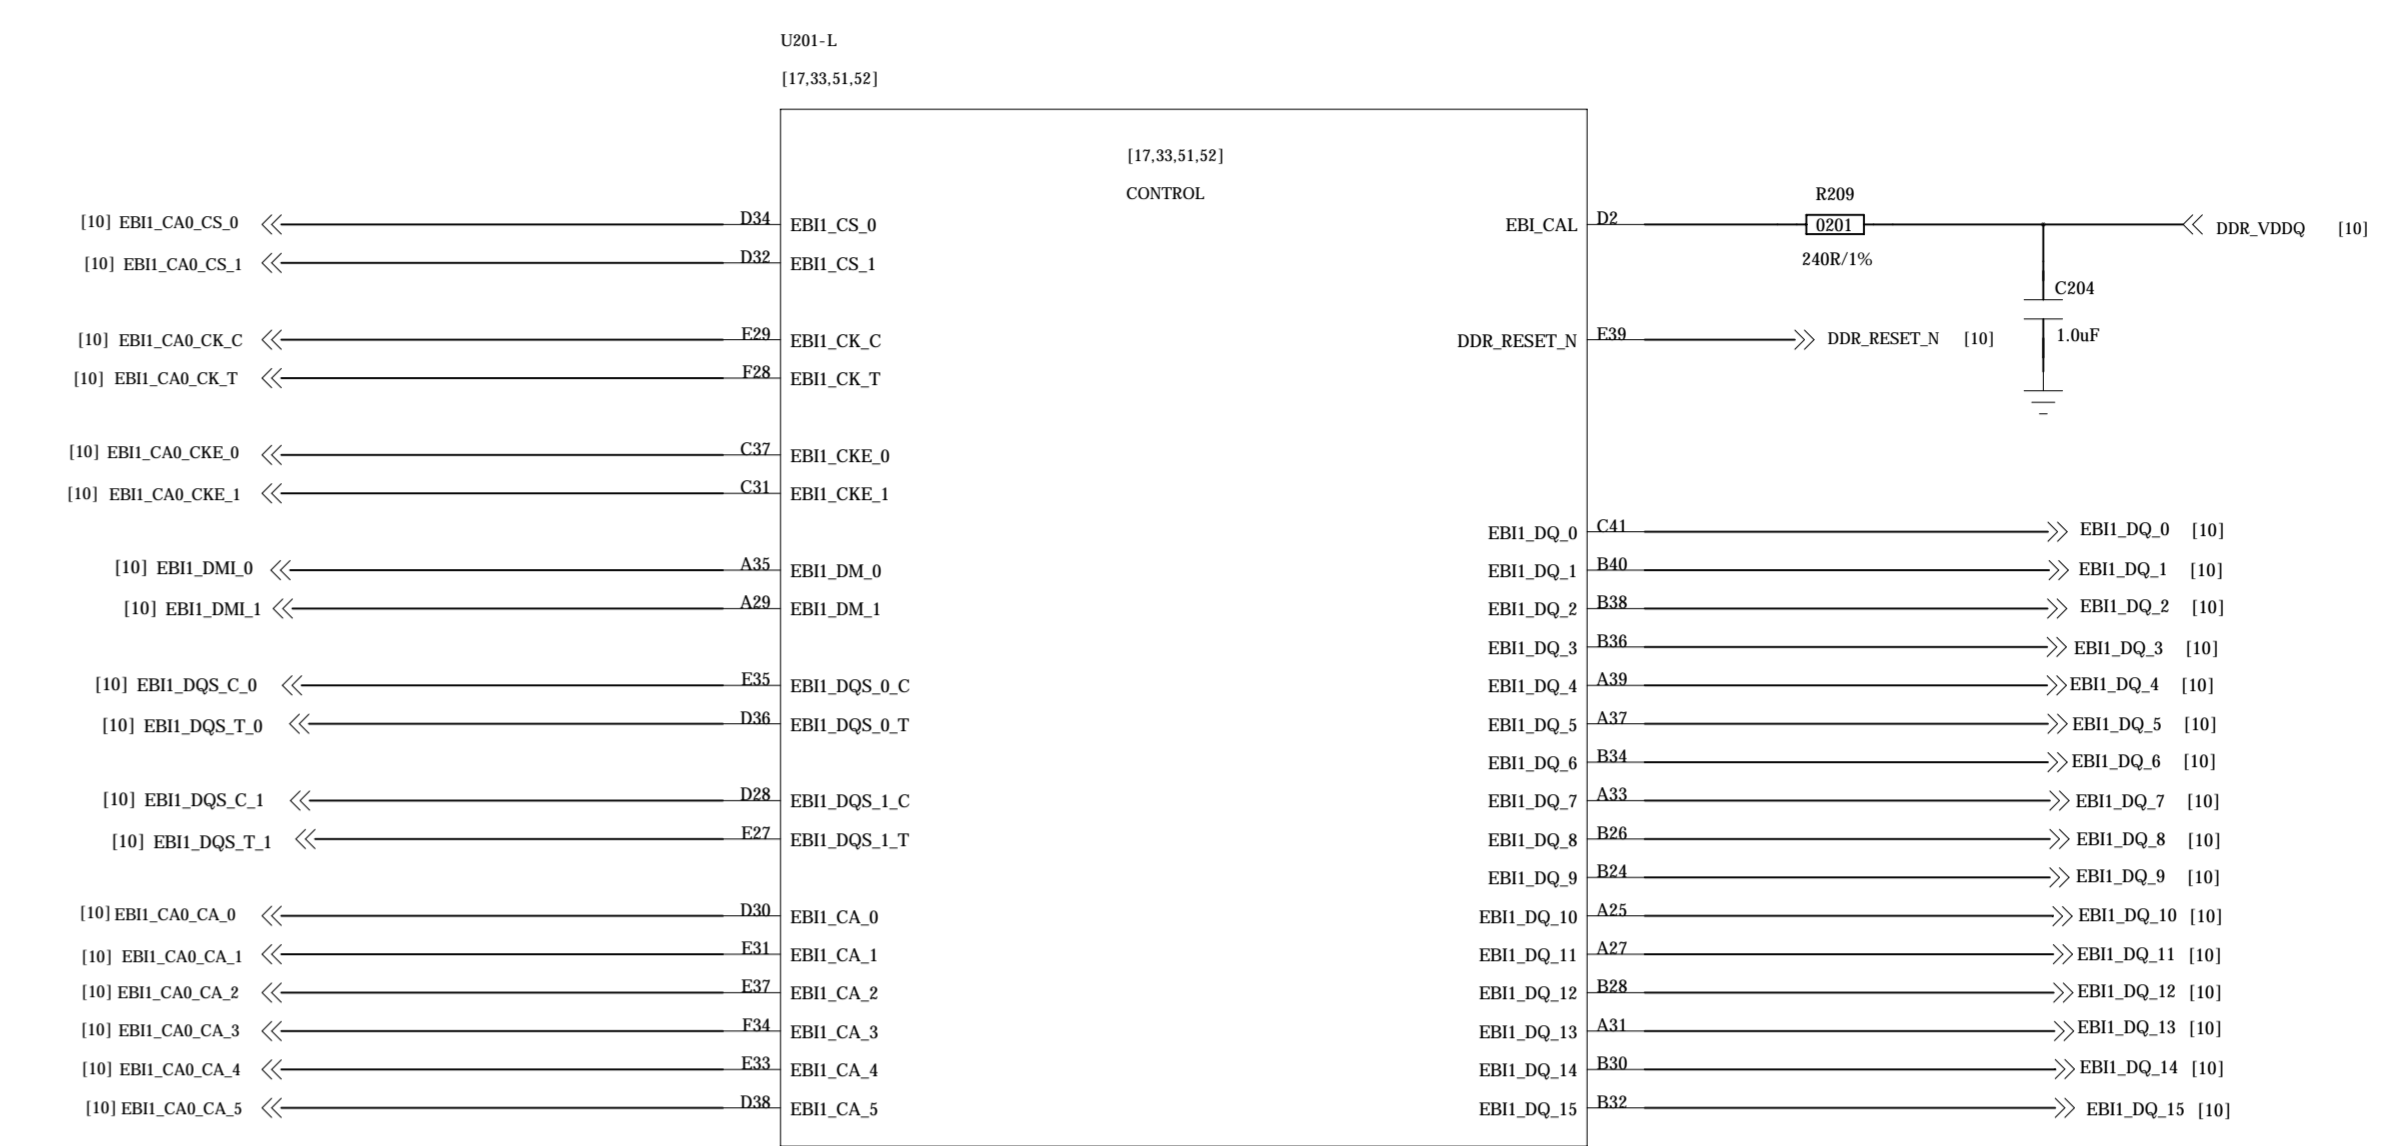 U201-L
[17,33,51,52]
[17,33,51,52]
CONTROL
R209
[10] EBI1_CA0_CS_0 D34 EBI1_CS_0 EBI_CAL D2 0201 DDR_VDDQ [10]
240R/1%
[10] EBI1_CA0_CS_1 D32 EBI1_CS_1
C204
[10] EBI1_CA0_CK_C E29 EBI1_CK_C DDR_RESET_N E39 DDR_RESET_N [10] 1.0uF
[10] EBI1_CA0_CK_T F28 EBI1_CK_T
[10] EBI1_CA0_CKE_0 C37 EBI1_CKE_0
[10] EBI1_CA0_CKE_1 C31 EBI1_CKE_1
EBI1_DQ_0 C41 EBI1_DQ_0 [10]
[10] EBI1_DMI_0 A35 EBI1_DM_0 EBI1_DQ_1 B40 EBI1_DQ_1 [10]
[10] EBI1_DMI_1 A29 EBI1_DM_1 EBI1_DQ_2 B38 EBI1_DQ_2 [10]
EBI1_DQ_3 B36 EBI1_DQ_3 [10]
[10] EBI1_DQS_C_0 E35 EBI1_DQS_0_C EBI1_DQ_4 A39 EBI1_DQ_4 [10]
[10] EBI1_DQS_T_0 D36 EBI1_DQS_0_T EBI1_DQ_5 A37 EBI1_DQ_5 [10]
EBI1_DQ_6 B34 EBI1_DQ_6 [10]
[10] EBI1_DQS_C_1 D28 EBI1_DQS_1_C EBI1_DQ_7 A33 EBI1_DQ_7 [10]
[10] EBI1_DQS_T_1 E27 EBI1_DQS_1_T EBI1_DQ_8 B26 EBI1_DQ_8 [10]
EBI1_DQ_9 B24 EBI1_DQ_9 [10]
[10] EBI1_CA0_CA_0 D30 EBI1_CA_0 EBI1_DQ_10 A25 EBI1_DQ_10 [10]
[10] EBI1_CA0_CA_1 E31 EBI1_CA_1 EBI1_DQ_11 A27 EBI1_DQ_11 [10]
[10] EBI1_CA0_CA_2 E37 EBI1_CA_2 EBI1_DQ_12 B28 EBI1_DQ_12 [10]
[10] EBI1_CA0_CA_3 F34 EBI1_CA_3 EBI1_DQ_13 A31 EBI1_DQ_13 [10]
[10] EBI1_CA0_CA_4 E33 EBI1_CA_4 EBI1_DQ_14 B30 EBI1_DQ_14 [10]
[10] EBI1_CA0_CA_5 D38 EBI1_CA_5 EBI1_DQ_15 B32 EBI1_DQ_15 [10]